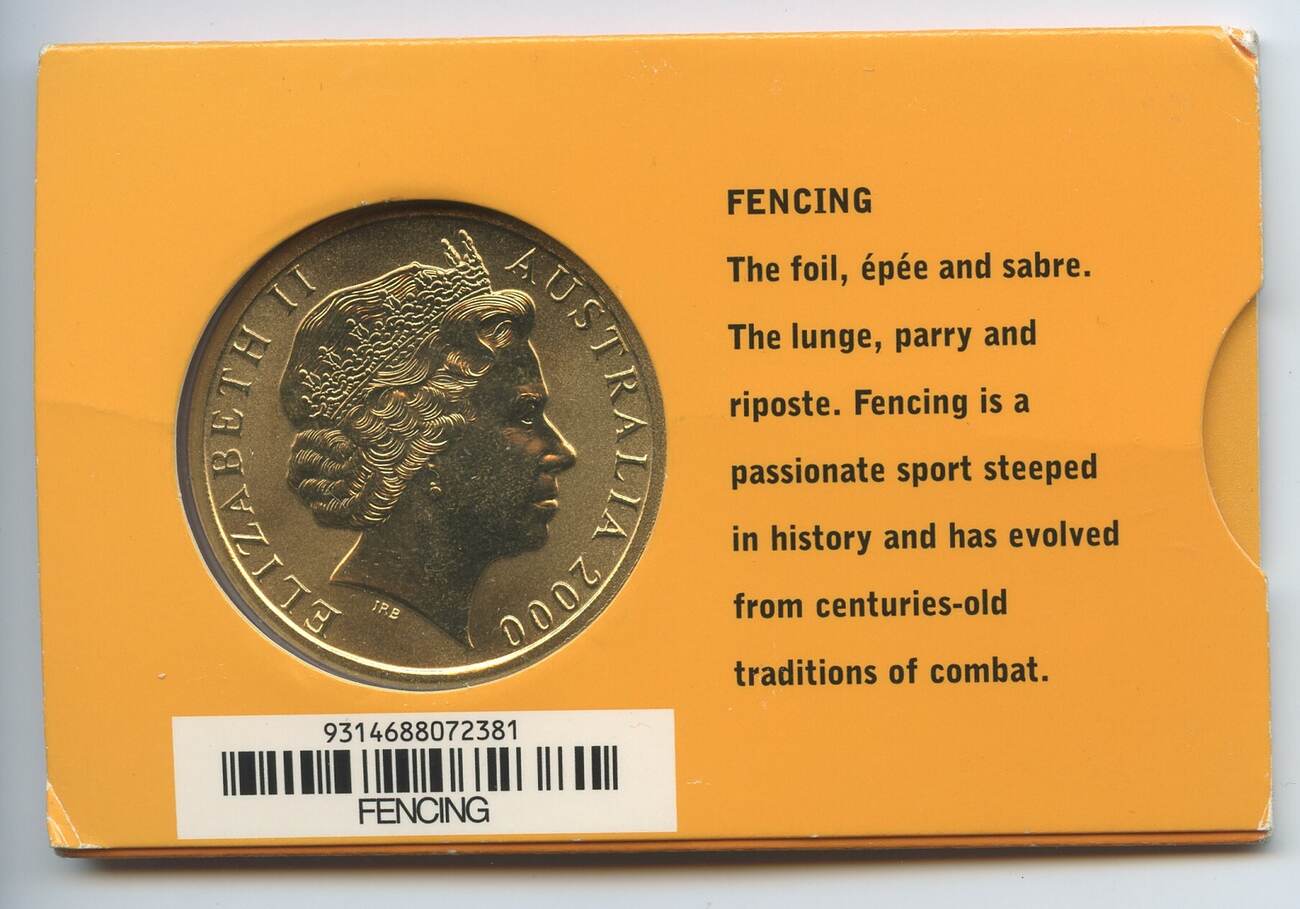 ELIZABETH II
AUSTRALIA 2000
IRB
9314688072381
FENCING
FENCING
The foil, épée and sabre.
The lunge, parry and
riposte. Fencing is a
passionate sport steeped
in history and has evolved
from centuries-old
traditions of combat.